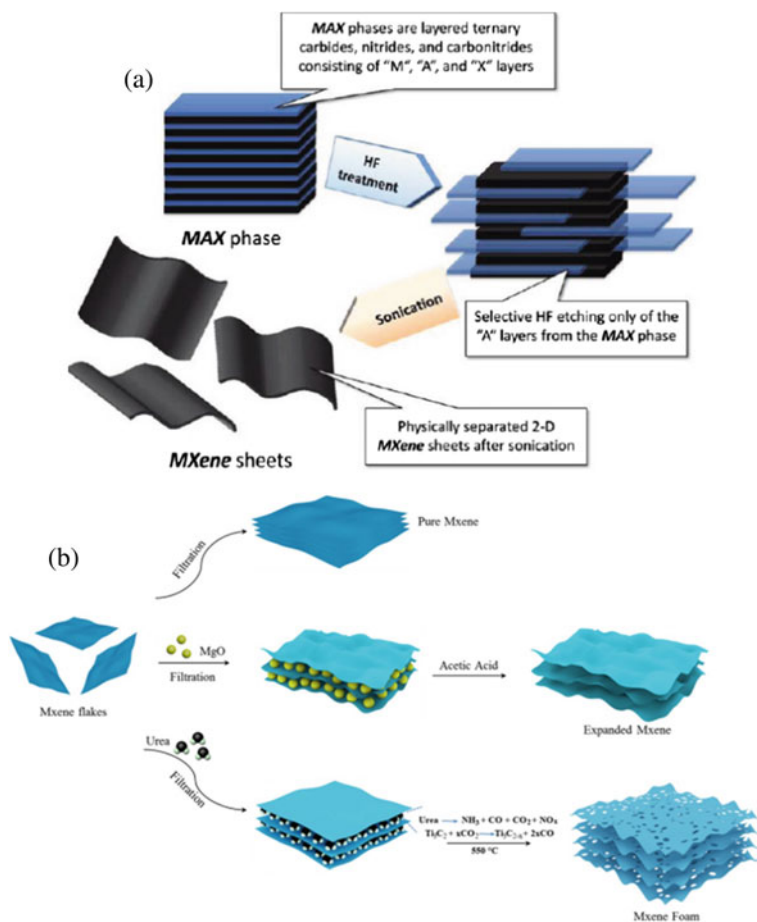 MAX phases are layered ternary
carbides, nitrides, and carbonitrides
consisting of "M", "A", and "X" layers
(a)
HF
treatment
MAX phase
Sonication
Selective HF etching only of the
"A" layers from the MAX phase
Physically separated 2-D
MXene sheets after sonication
MXene sheets
(b)
Filtration
Pure Mxene
MgO
Filtration
Acetic Acid
Mxene flakes
Expanded Mxene
Urea
Filtration
Urea → NH₃ + CO + CO₂ + NOₓ
Ti₃C₂ + xCO₂ → Ti₃C₂₋ₓ + 2xCO
550 °C
Mxene Foam